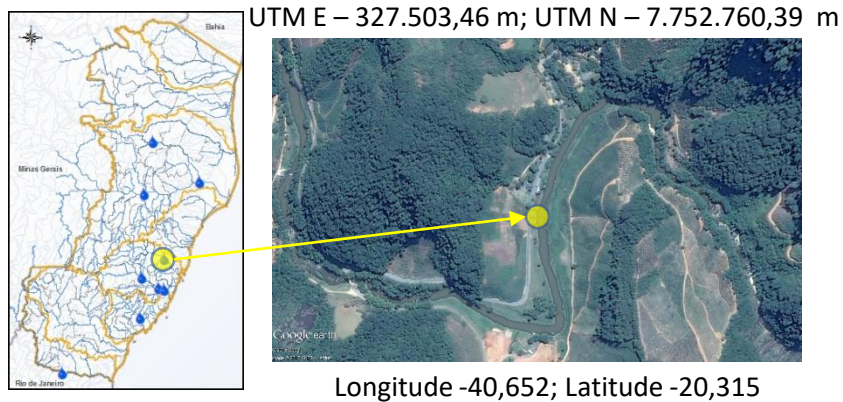 UTM E – 327.503,46 m; UTM N – 7.752.760,39 m
Bahia
Minas Gerais
Rio de Janeiro
Google earth
Longitude -40,652; Latitude -20,315